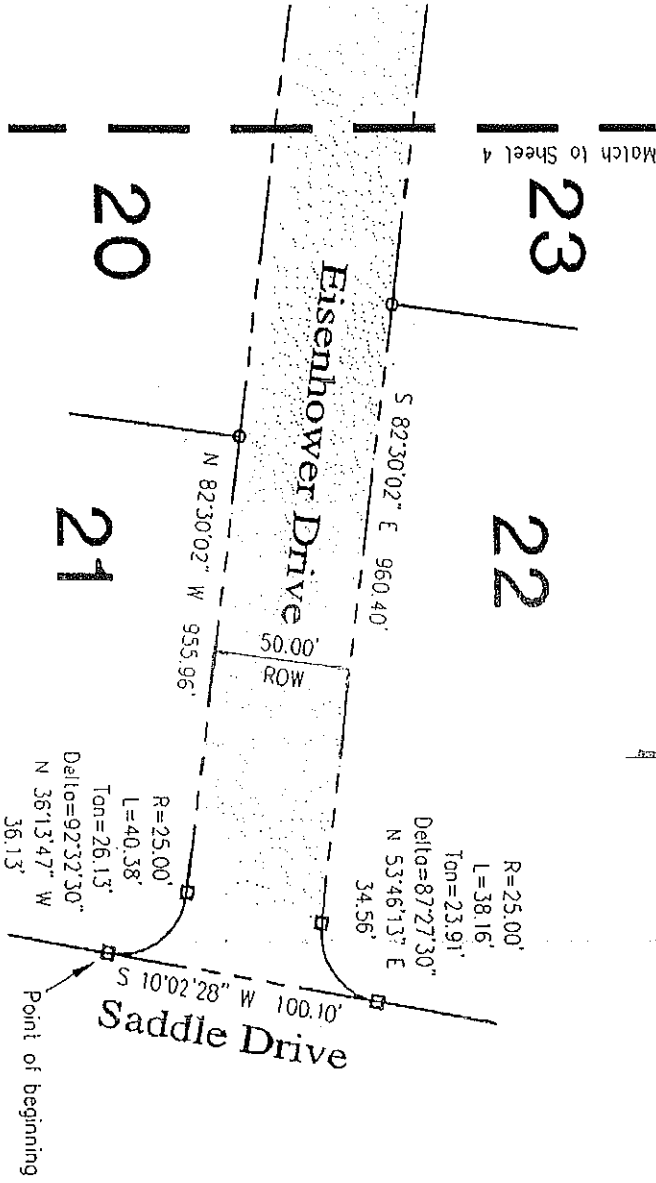 Match to Sheet 4
23
20
Eisenhower Drive
S 82°30'02" E 960.40'
22
21
N 82°30'02" W 955.96'
50.00'
ROW
R=25.00'
L=38.16'
Tan=23.91'
Delta=87°27'30"
N 53°46'13" E
34.56'
R=25.00'
L=40.38'
Tan=26.13'
Delta=92°32'30"
N 36°13'47" W
36.13'
S 10°02'28" W 100.10'
Saddle Drive
Point of beginning